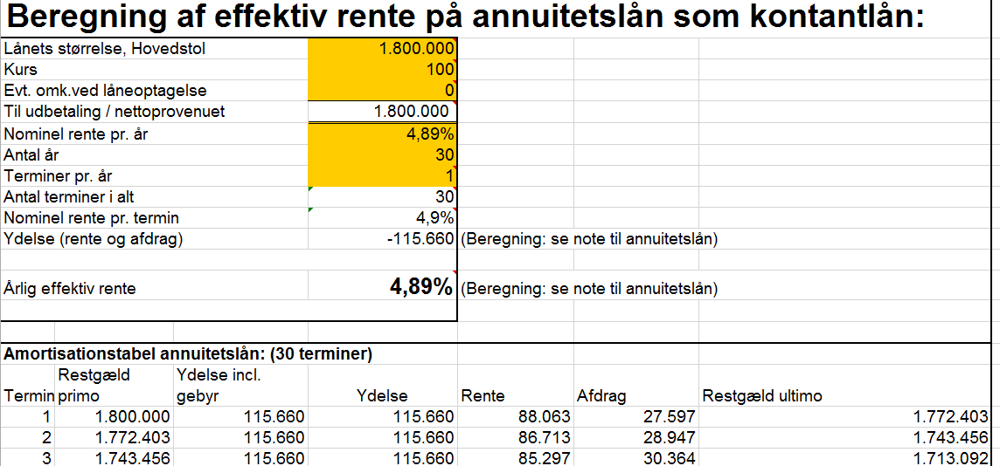 Beregning af effektiv rente på annuitetslån som kontantlån:
Lånets størrelse, Hovedstol 1.800.000
Kurs 100
Evt. omk.ved låneoptagelse 0
Til udbetaling / nettoprovenuet 1.800.000
Nominel rente pr. år 4,89%
Antal år 30
Terminer pr. år 1
Antal terminer i alt 30
Nominel rente pr. termin 4,9%
Ydelse (rente og afdrag) -115.660 (Beregning: se note til annuitetslån)
Årlig effektiv rente 4,89% (Beregning: se note til annuitetslån)
Amortisationstabel annuitetslån: (30 terminer)
Restgæld Ydelse incl.
Termin primo gebyr Ydelse Rente Afdrag Restgæld ultimo
1 1.800.000 115.660 115.660 88.063 27.597 1.772.403
2 1.772.403 115.660 115.660 86.713 28.947 1.743.456
3 1.743.456 115.660 115.660 85.297 30.364 1.713.092